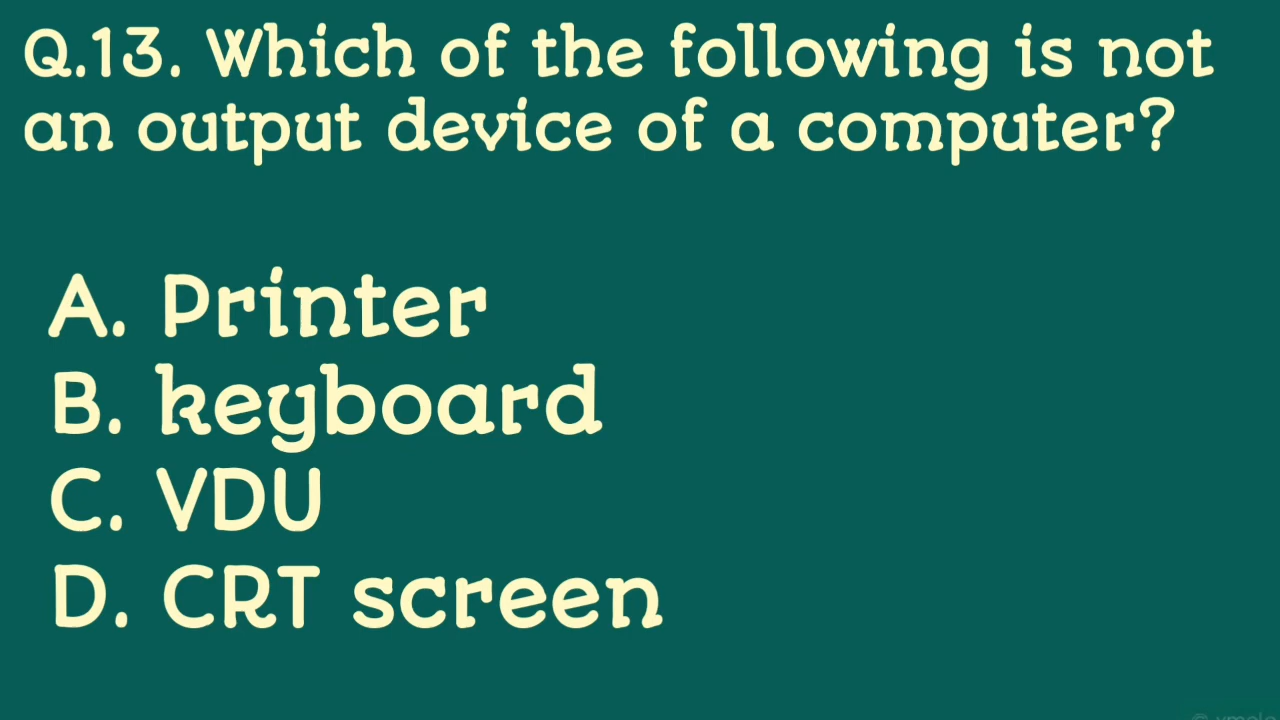 Q.13. Which of the following is not
an output device of a computer?
A. Printer
B. keyboard
C. VDU
D. CRT screen